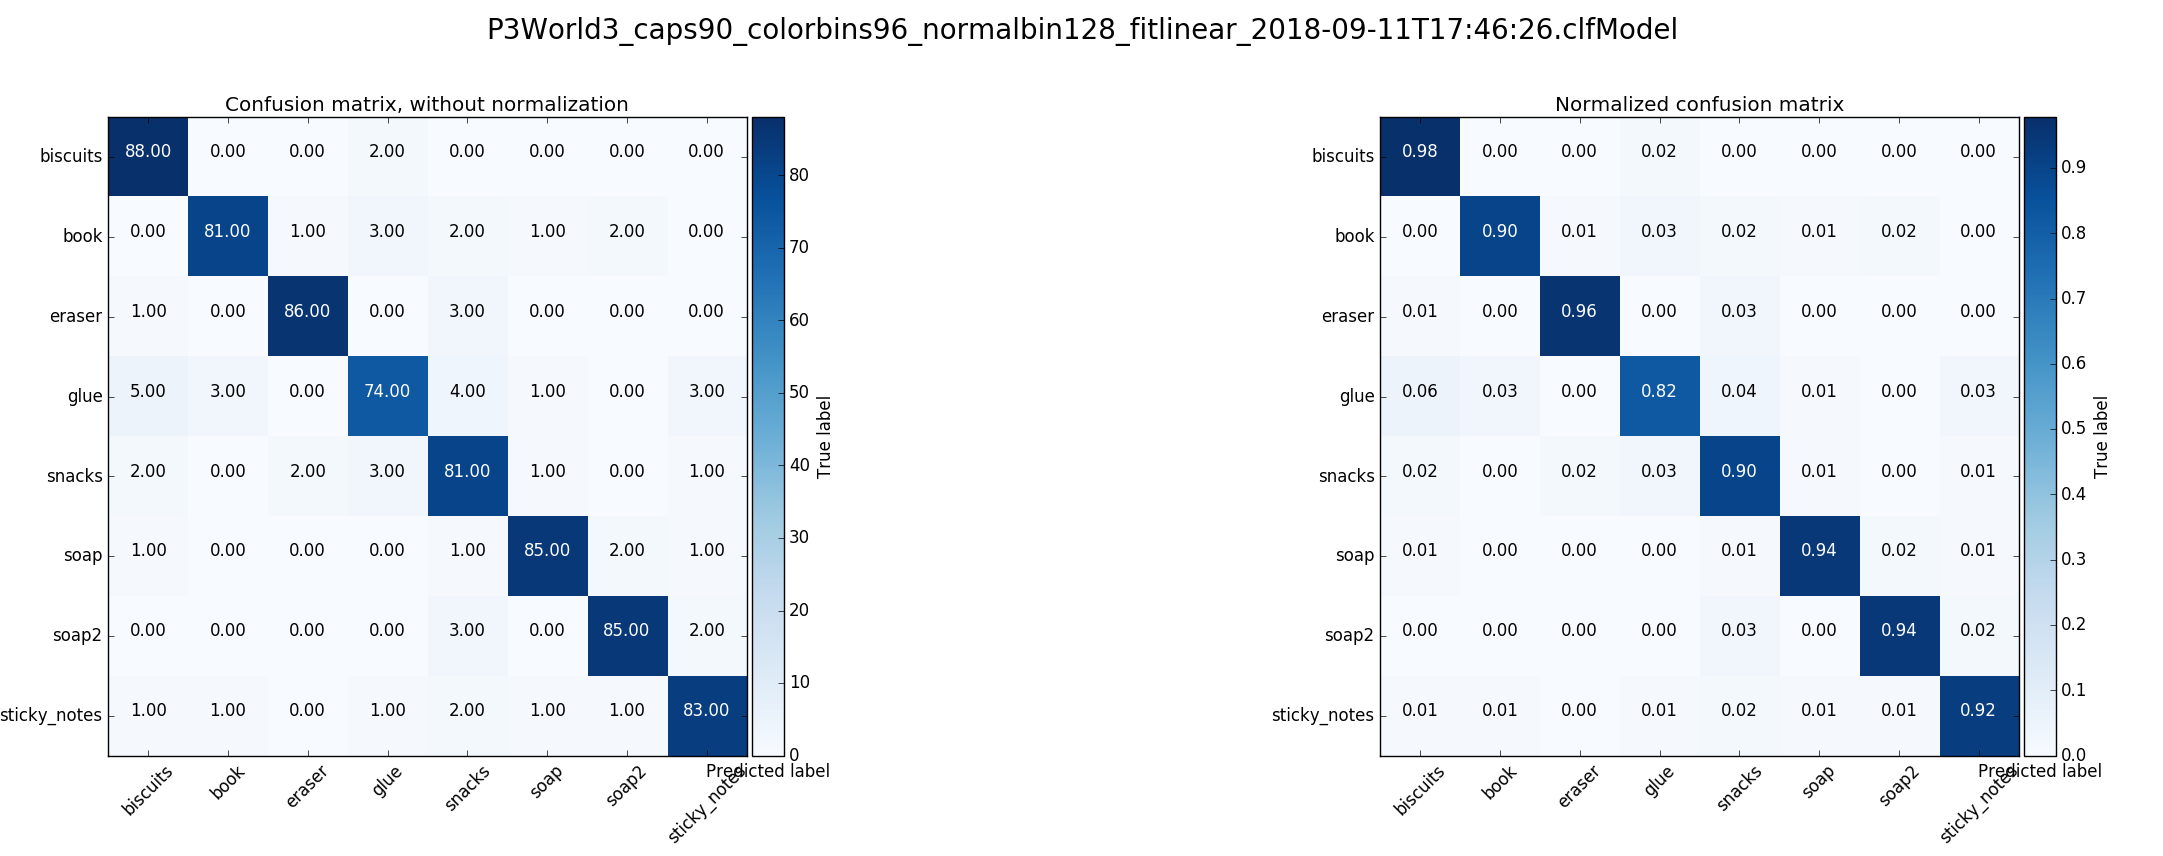 P3World3_caps90_colorbins96_normalbin128_fitlinear_2018-09-11T17:46:26.clfModel
Confusion matrix, without normalization
biscuits 88.00 0.00 0.00 2.00 0.00 0.00 0.00 0.00
book 0.00 81.00 1.00 3.00 2.00 1.00 2.00 0.00
eraser 1.00 0.00 86.00 0.00 3.00 0.00 0.00 0.00
glue 5.00 3.00 0.00 74.00 4.00 1.00 0.00 3.00
snacks 2.00 0.00 2.00 3.00 81.00 1.00 0.00 1.00
soap 1.00 0.00 0.00 0.00 1.00 85.00 2.00 1.00
soap2 0.00 0.00 0.00 0.00 3.00 0.00 85.00 2.00
sticky_notes 1.00 1.00 0.00 1.00 2.00 1.00 1.00 83.00
biscuits book eraser glue snacks soap soap2 sticky_notes
Predicted label
80
70
60
50
40
30
20
10
0
True label
Normalized confusion matrix
biscuits 0.98 0.00 0.00 0.02 0.00 0.00 0.00 0.00
book 0.00 0.90 0.01 0.03 0.02 0.01 0.02 0.00
eraser 0.01 0.00 0.96 0.00 0.03 0.00 0.00 0.00
glue 0.06 0.03 0.00 0.82 0.04 0.01 0.00 0.03
snacks 0.02 0.00 0.02 0.03 0.90 0.01 0.00 0.01
soap 0.01 0.00 0.00 0.00 0.01 0.94 0.02 0.01
soap2 0.00 0.00 0.00 0.00 0.03 0.00 0.94 0.02
sticky_notes 0.01 0.01 0.00 0.01 0.02 0.01 0.01 0.92
biscuits book eraser glue snacks soap soap2 sticky_notes
Predicted label
0.9
0.8
0.7
0.6
0.5
0.4
0.3
0.2
0.1
0.0
True label